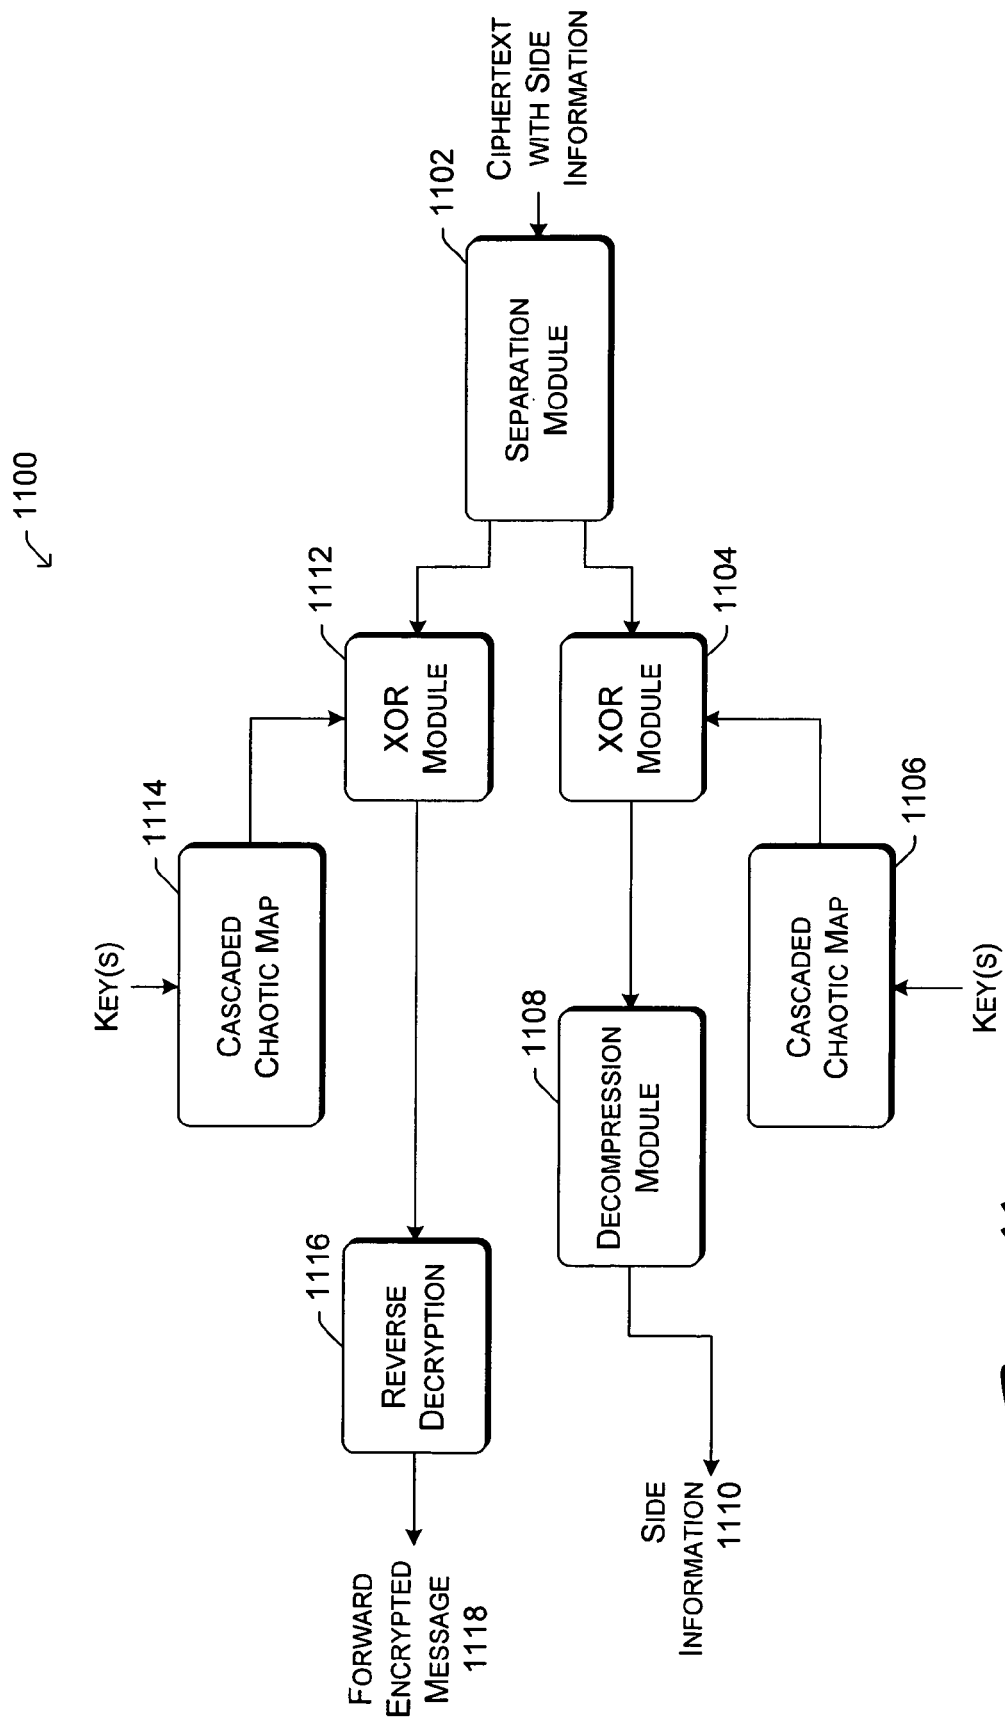 1100
CIPHERTEXT
WITH SIDE
INFORMATION
1102
SEPARATION
MODULE
1112
XOR
MODULE
1104
XOR
MODULE
1114
CASCADED
CHAOTIC MAP
KEY(S)
1106
CASCADED
CHAOTIC MAP
KEY(S)
1108
DECOMPRESSION
MODULE
1116
REVERSE
DECRYPTION
SIDE
INFORMATION
1110
FORWARD
ENCRYPTED
MESSAGE
1118